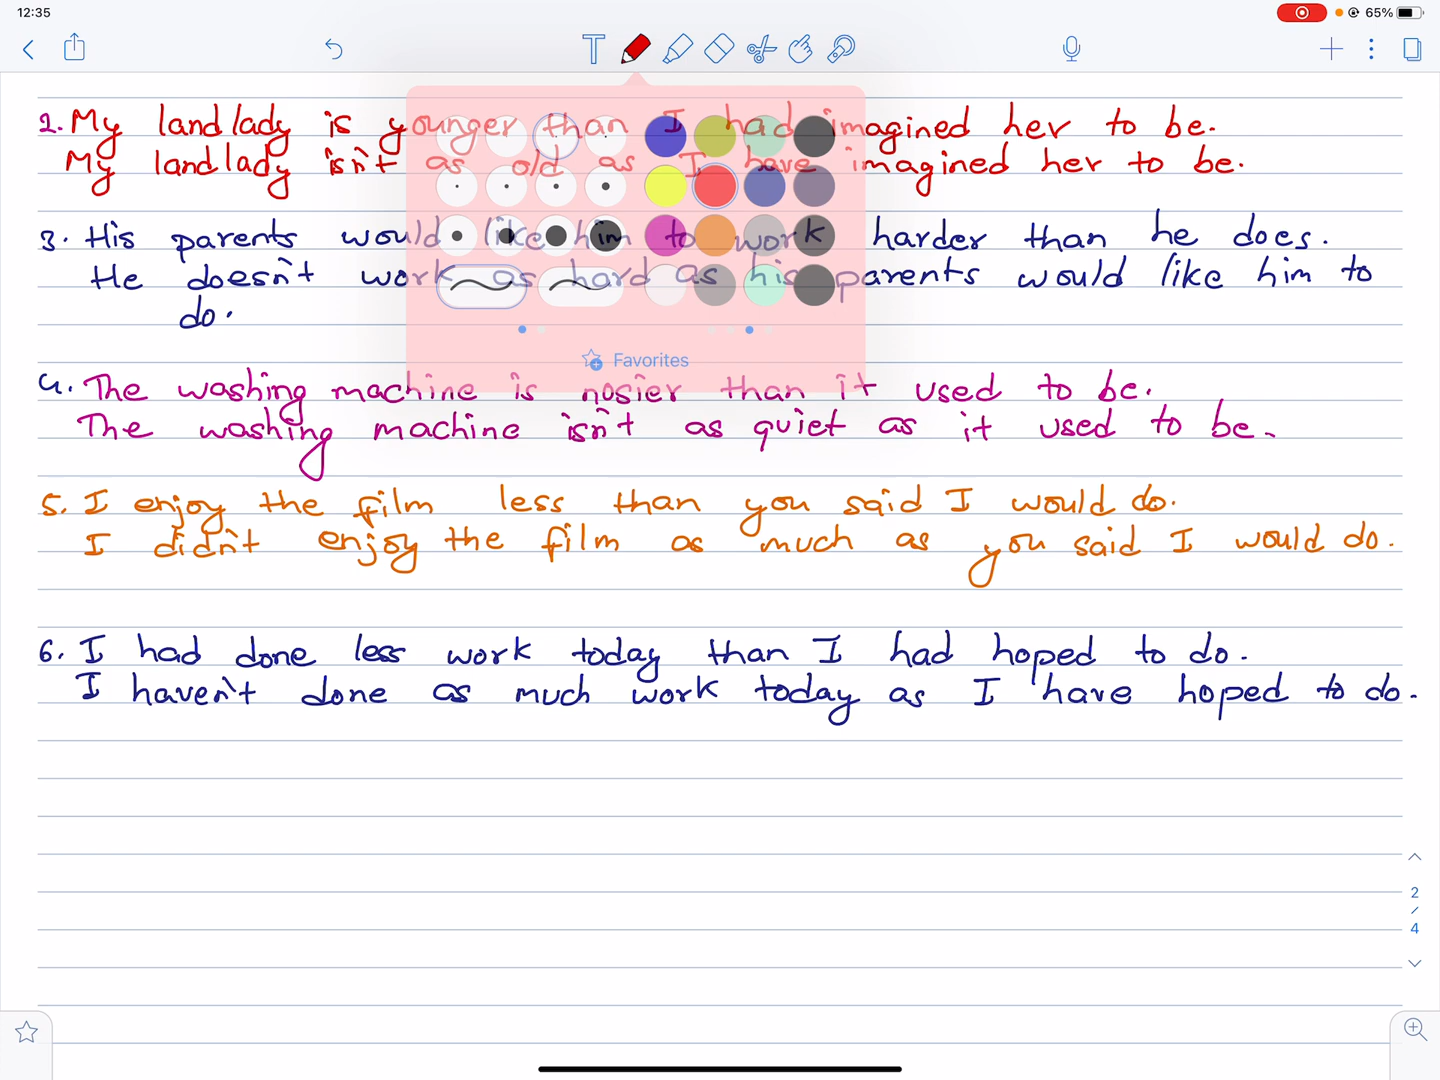 12:35
65%
2. My landlady is younger than I had imagined her to be.
My landlady isn't as old as I have imagined her to be.
3. His parents would like him to work harder than he does.
He doesn't work as hard as his parents would like him to
do.
Favorites
4. The washing machine is nosier than it used to be.
The washing machine isn't as quiet as it used to be.
5. I enjoy the film less than you said I would do.
I didn't enjoy the film as much as you said I would do.
6. I had done less work today than I had hoped to do.
I haven't done as much work today as I have hoped to do.
2
/
4